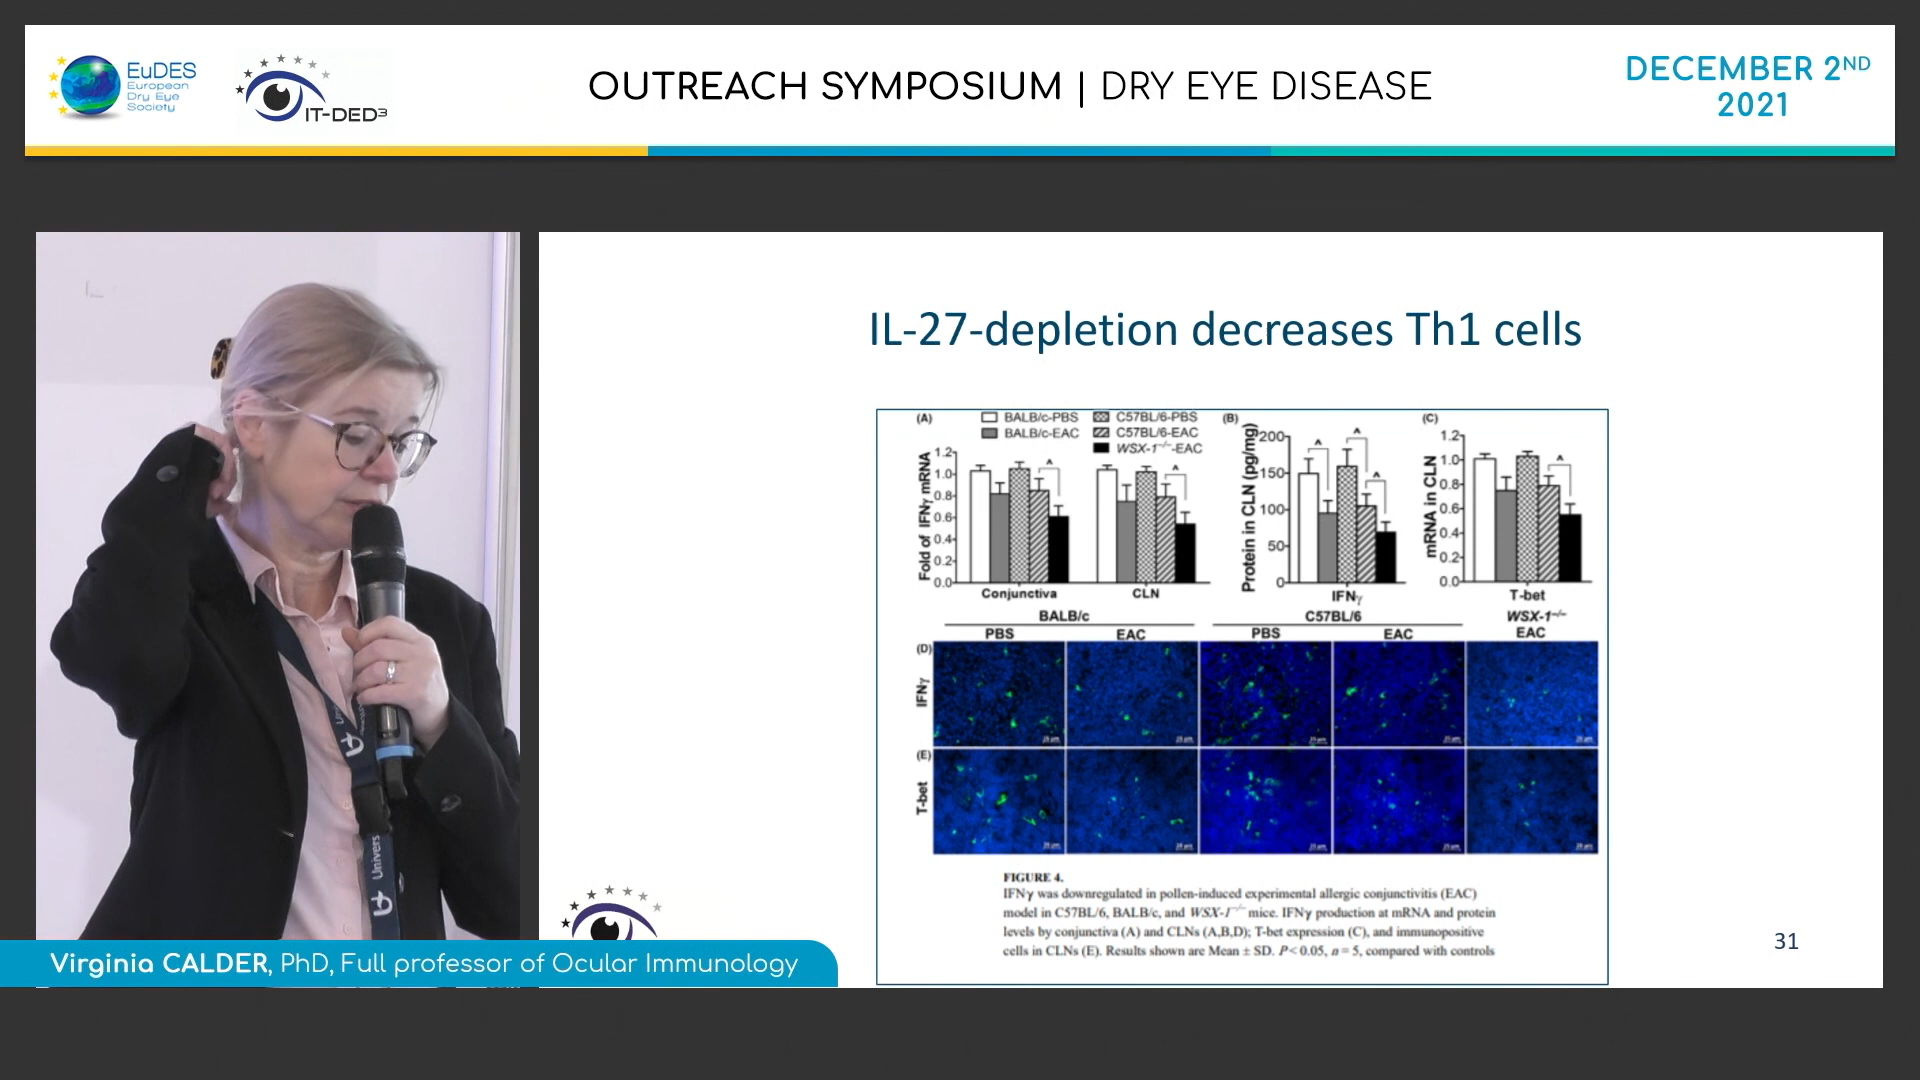 EuDES
European
Dry Eye
Society
IT-DED³
OUTREACH SYMPOSIUM | DRY EYE DISEASE
DECEMBER 2ND
2021
IL-27-depletion decreases Th1 cells
(A)
BALB/c-PBS
C57BL/6-PBS
BALB/c-EAC
C57BL/6-EAC
WSX-1⁻/⁻-EAC
Fold of IFNγ mRNA
1.2
1.0
0.8
0.6
0.4
0.2
0.0
Conjunctiva
CLN
(B)
Protein in CLN (pg/mg)
200
150
100
50
0
IFNγ
(C)
mRNA in CLN
1.2
1.0
0.8
0.6
0.4
0.2
0.0
T-bet
BALB/c
C57BL/6
WSX-1⁻/⁻
PBS
EAC
PBS
EAC
EAC
(D)
IFNγ
(E)
T-bet
FIGURE 4.
IFNγ was downregulated in pollen-induced experimental allergic conjunctivitis (EAC)
model in C57BL/6, BALB/c, and WSX-1⁻/⁻ mice. IFNγ production at mRNA and protein
levels by conjunctiva (A) and CLNs (A,B,D); T-bet expression (C), and immunopositive
cells in CLNs (E). Results shown are Mean ± SD. P< 0.05, n = 5, compared with controls
31
Univers
Virginia CALDER, PhD, Full professor of Ocular Immunology